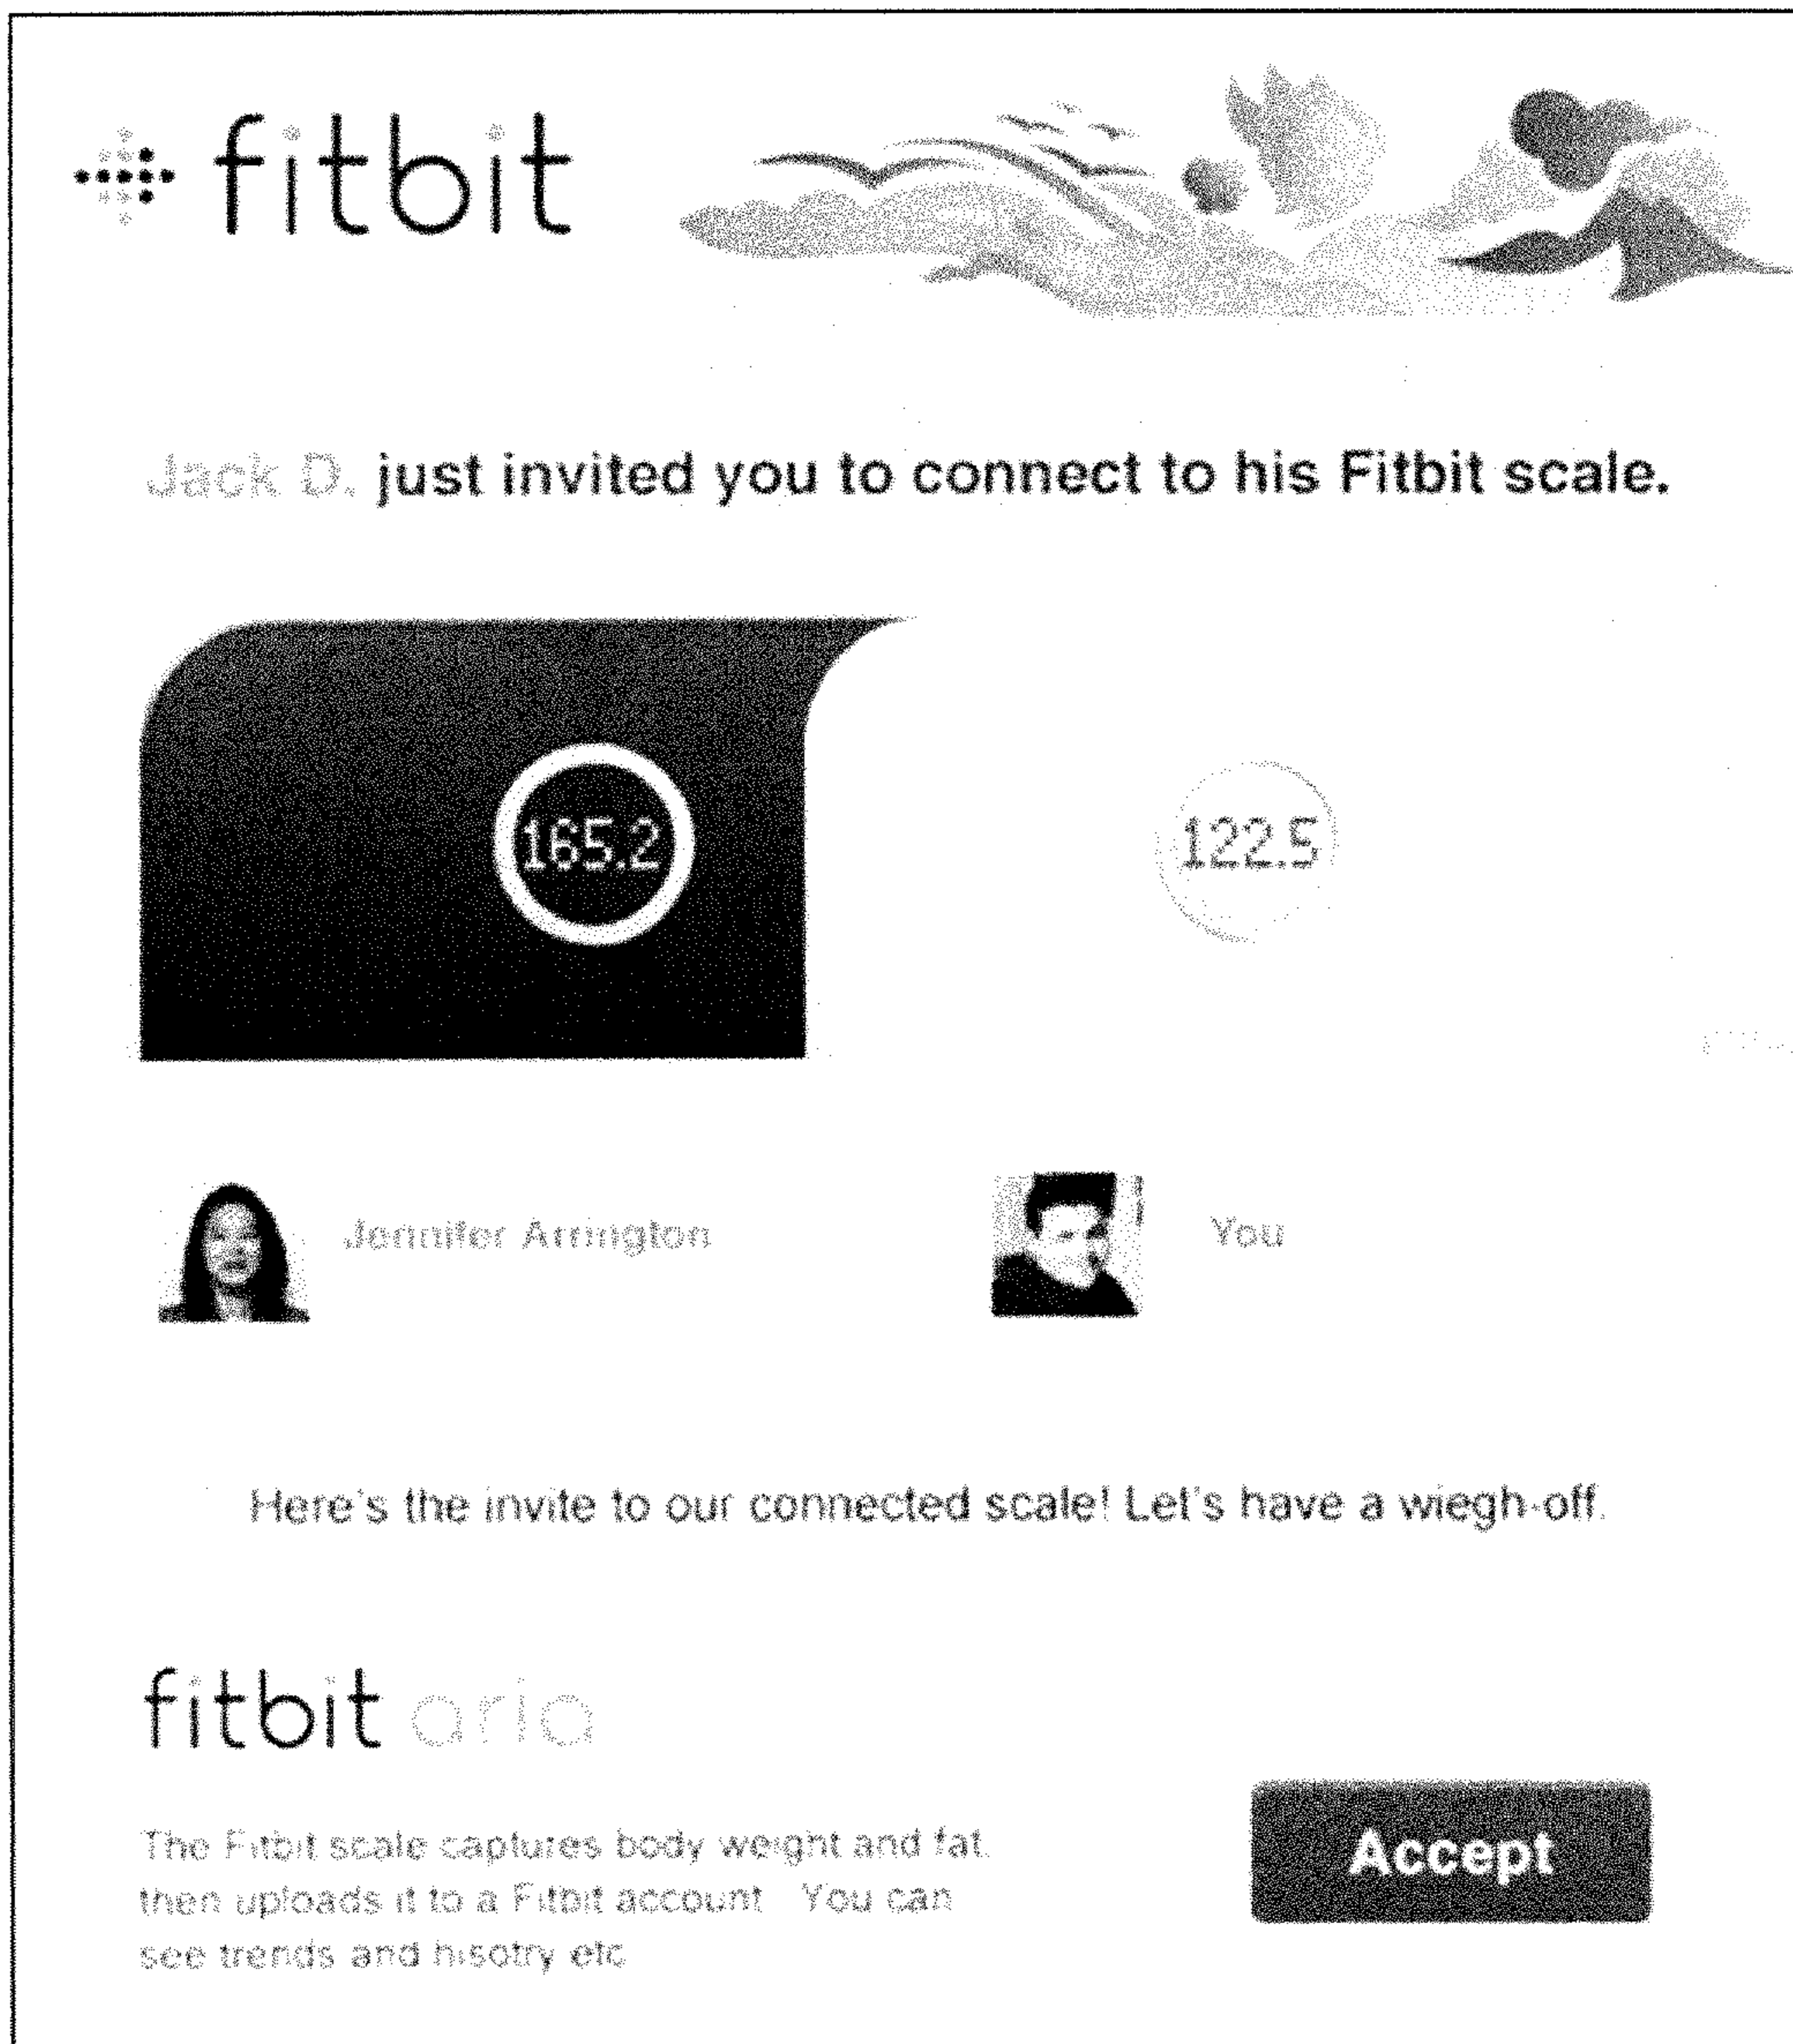 fitbit
Jack D. just invited you to connect to his Fitbit scale.
165.2
122.5
Jennifer Arrington
You
Here's the invite to our connected scale! Let's have a wiegh-off.
fitbit aria
The Fitbit scale captures body weight and fat.
then uploads it to a Fitbit account You can
see trends and hisotry etc
Accept